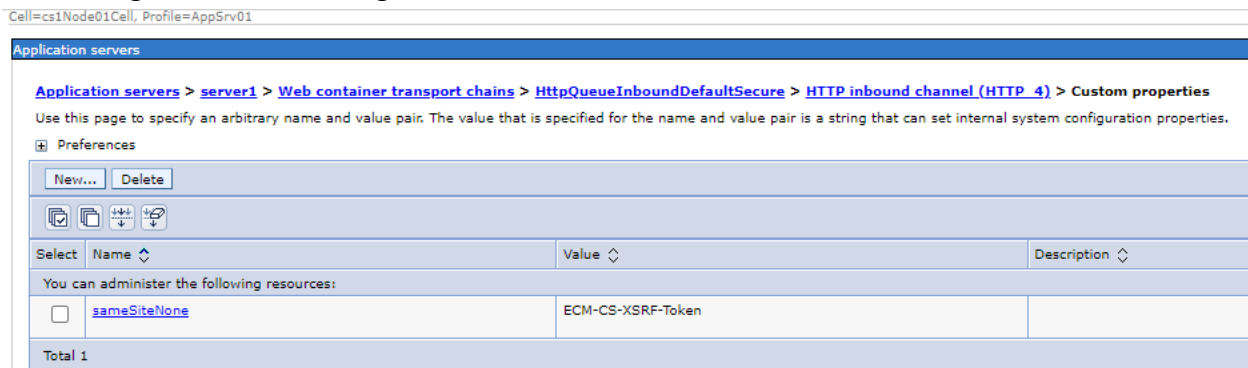 Cell=cs1Node01Cell, Profile=AppSrv01
Application servers
Application servers > server1 > Web container transport chains > HttpQueueInboundDefaultSecure > HTTP inbound channel (HTTP_4) > Custom properties
Use this page to specify an arbitrary name and value pair. The value that is specified for the name and value pair is a string that can set internal system configuration properties.
Preferences
New... Delete
Select Name Value Description
You can administer the following resources:
sameSiteNone ECM-CS-XSRF-Token
Total 1